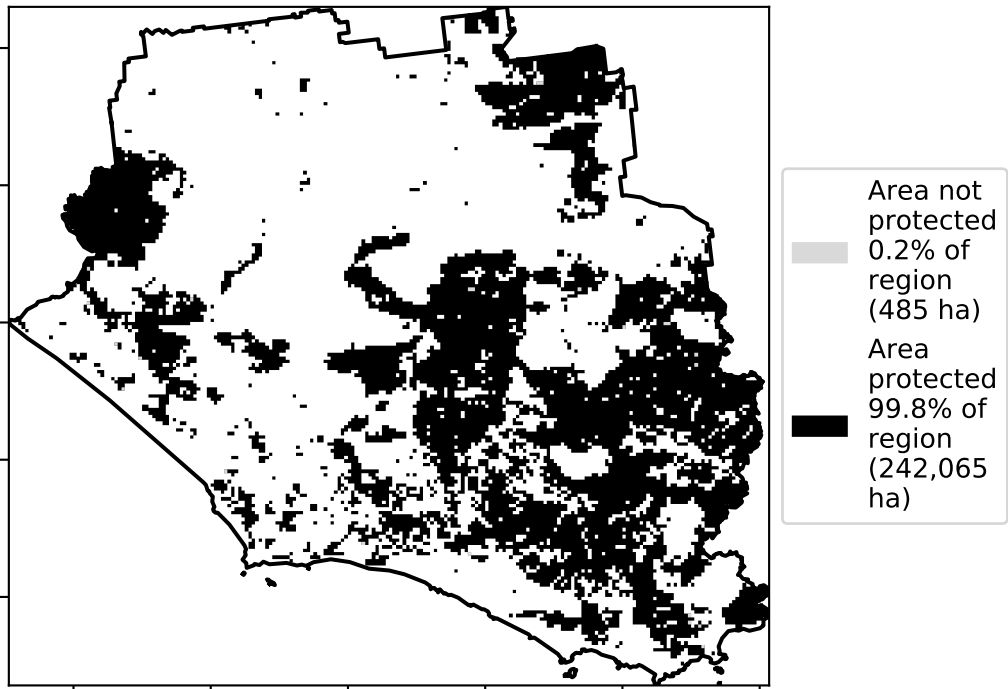 Area not
protected
0.2% of
region
(485 ha)
Area
protected
99.8% of
region
(242,065
ha)